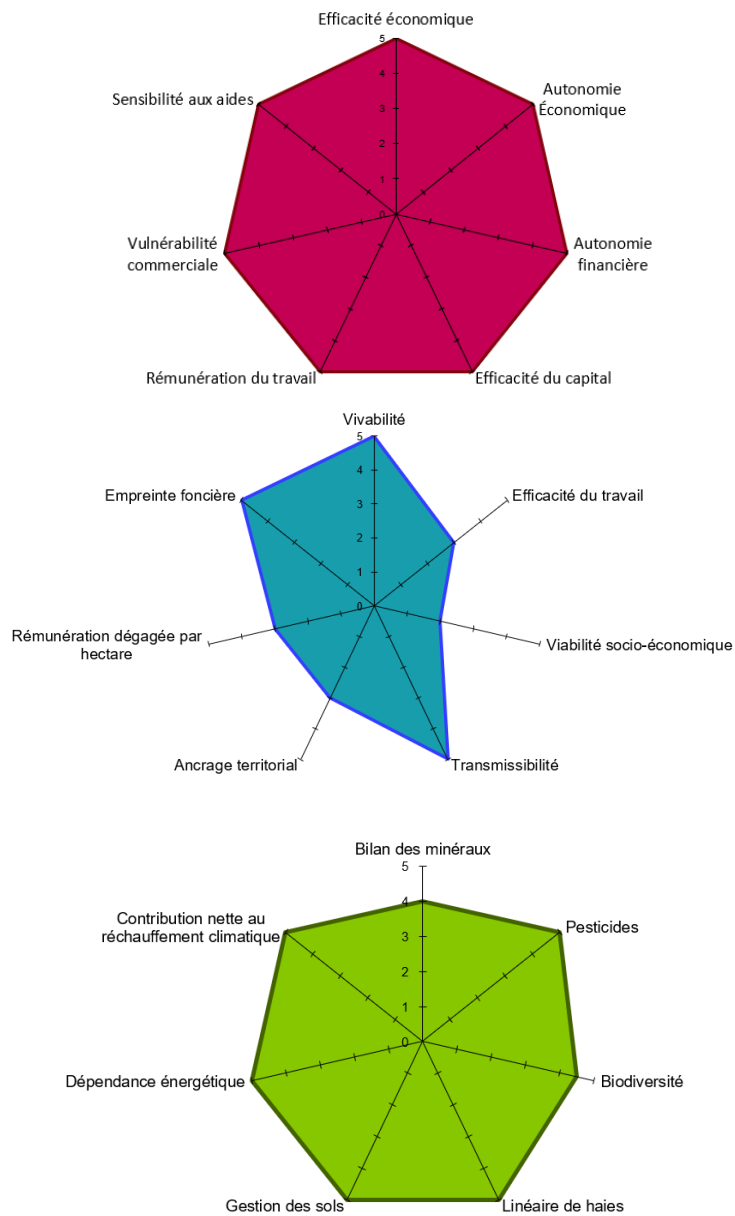 Efficacité économique
5
Sensibilité aux aides
4
Autonomie
Économique
3
2
1
0
Vulnérabilité
commerciale
Autonomie
financière
Rémunération du travail
Efficacité du capital
Vivabilité
5
Empreinte foncière
4
Efficacité du travail
3
2
1
0
Rémunération dégagée par
hectare
Viabilité socio-économique
Ancrage territorial
Transmissibilité
Bilan des minéraux
5
Contribution nette au
réchauffement climatique
4
Pesticides
3
2
1
0
Dépendance énergétique
Biodiversité
Gestion des sols
Linéaire de haies